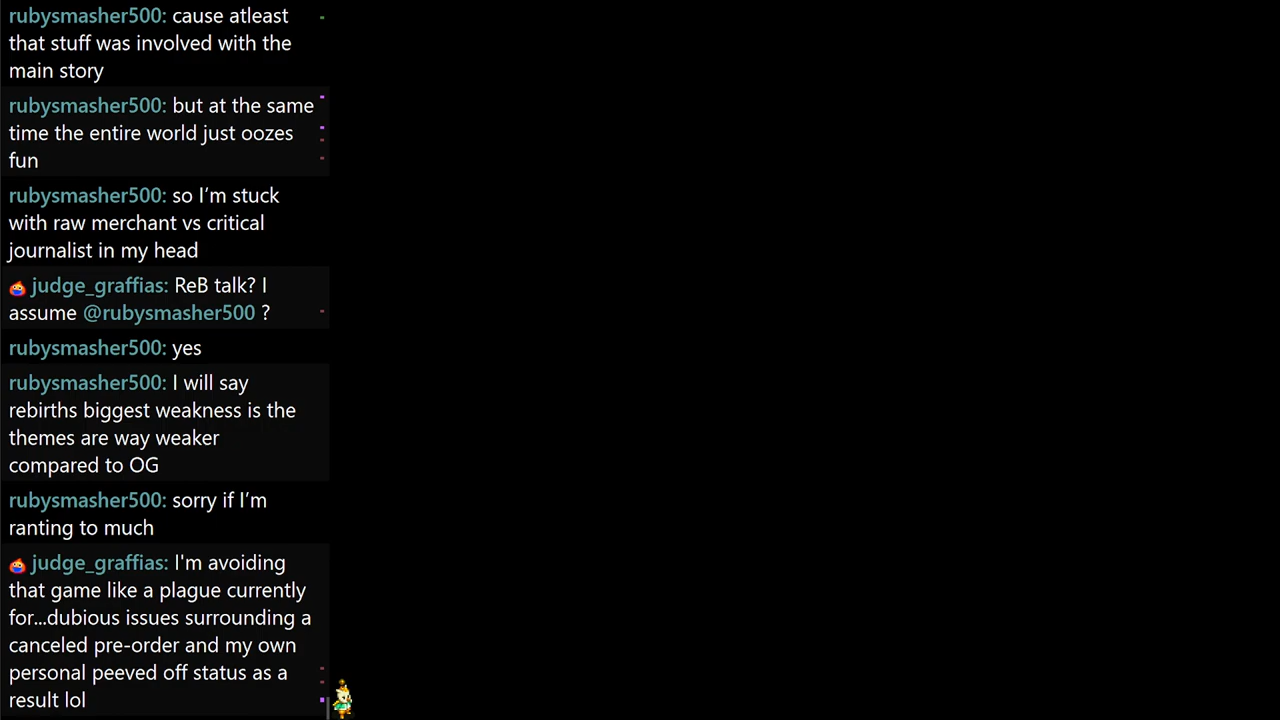 rubysmasher500: cause atleast
that stuff was involved with the
main story
rubysmasher500: but at the same
time the entire world just oozes
fun
rubysmasher500: so I’m stuck
with raw merchant vs critical
journalist in my head
judge_graffias: ReB talk? I
assume @rubysmasher500 ?
rubysmasher500: yes
rubysmasher500: I will say
rebirths biggest weakness is the
themes are way weaker
compared to OG
rubysmasher500: sorry if I’m
ranting to much
judge_graffias: I'm avoiding
that game like a plague currently
for...dubious issues surrounding a
canceled pre-order and my own
personal peeved off status as a
result lol